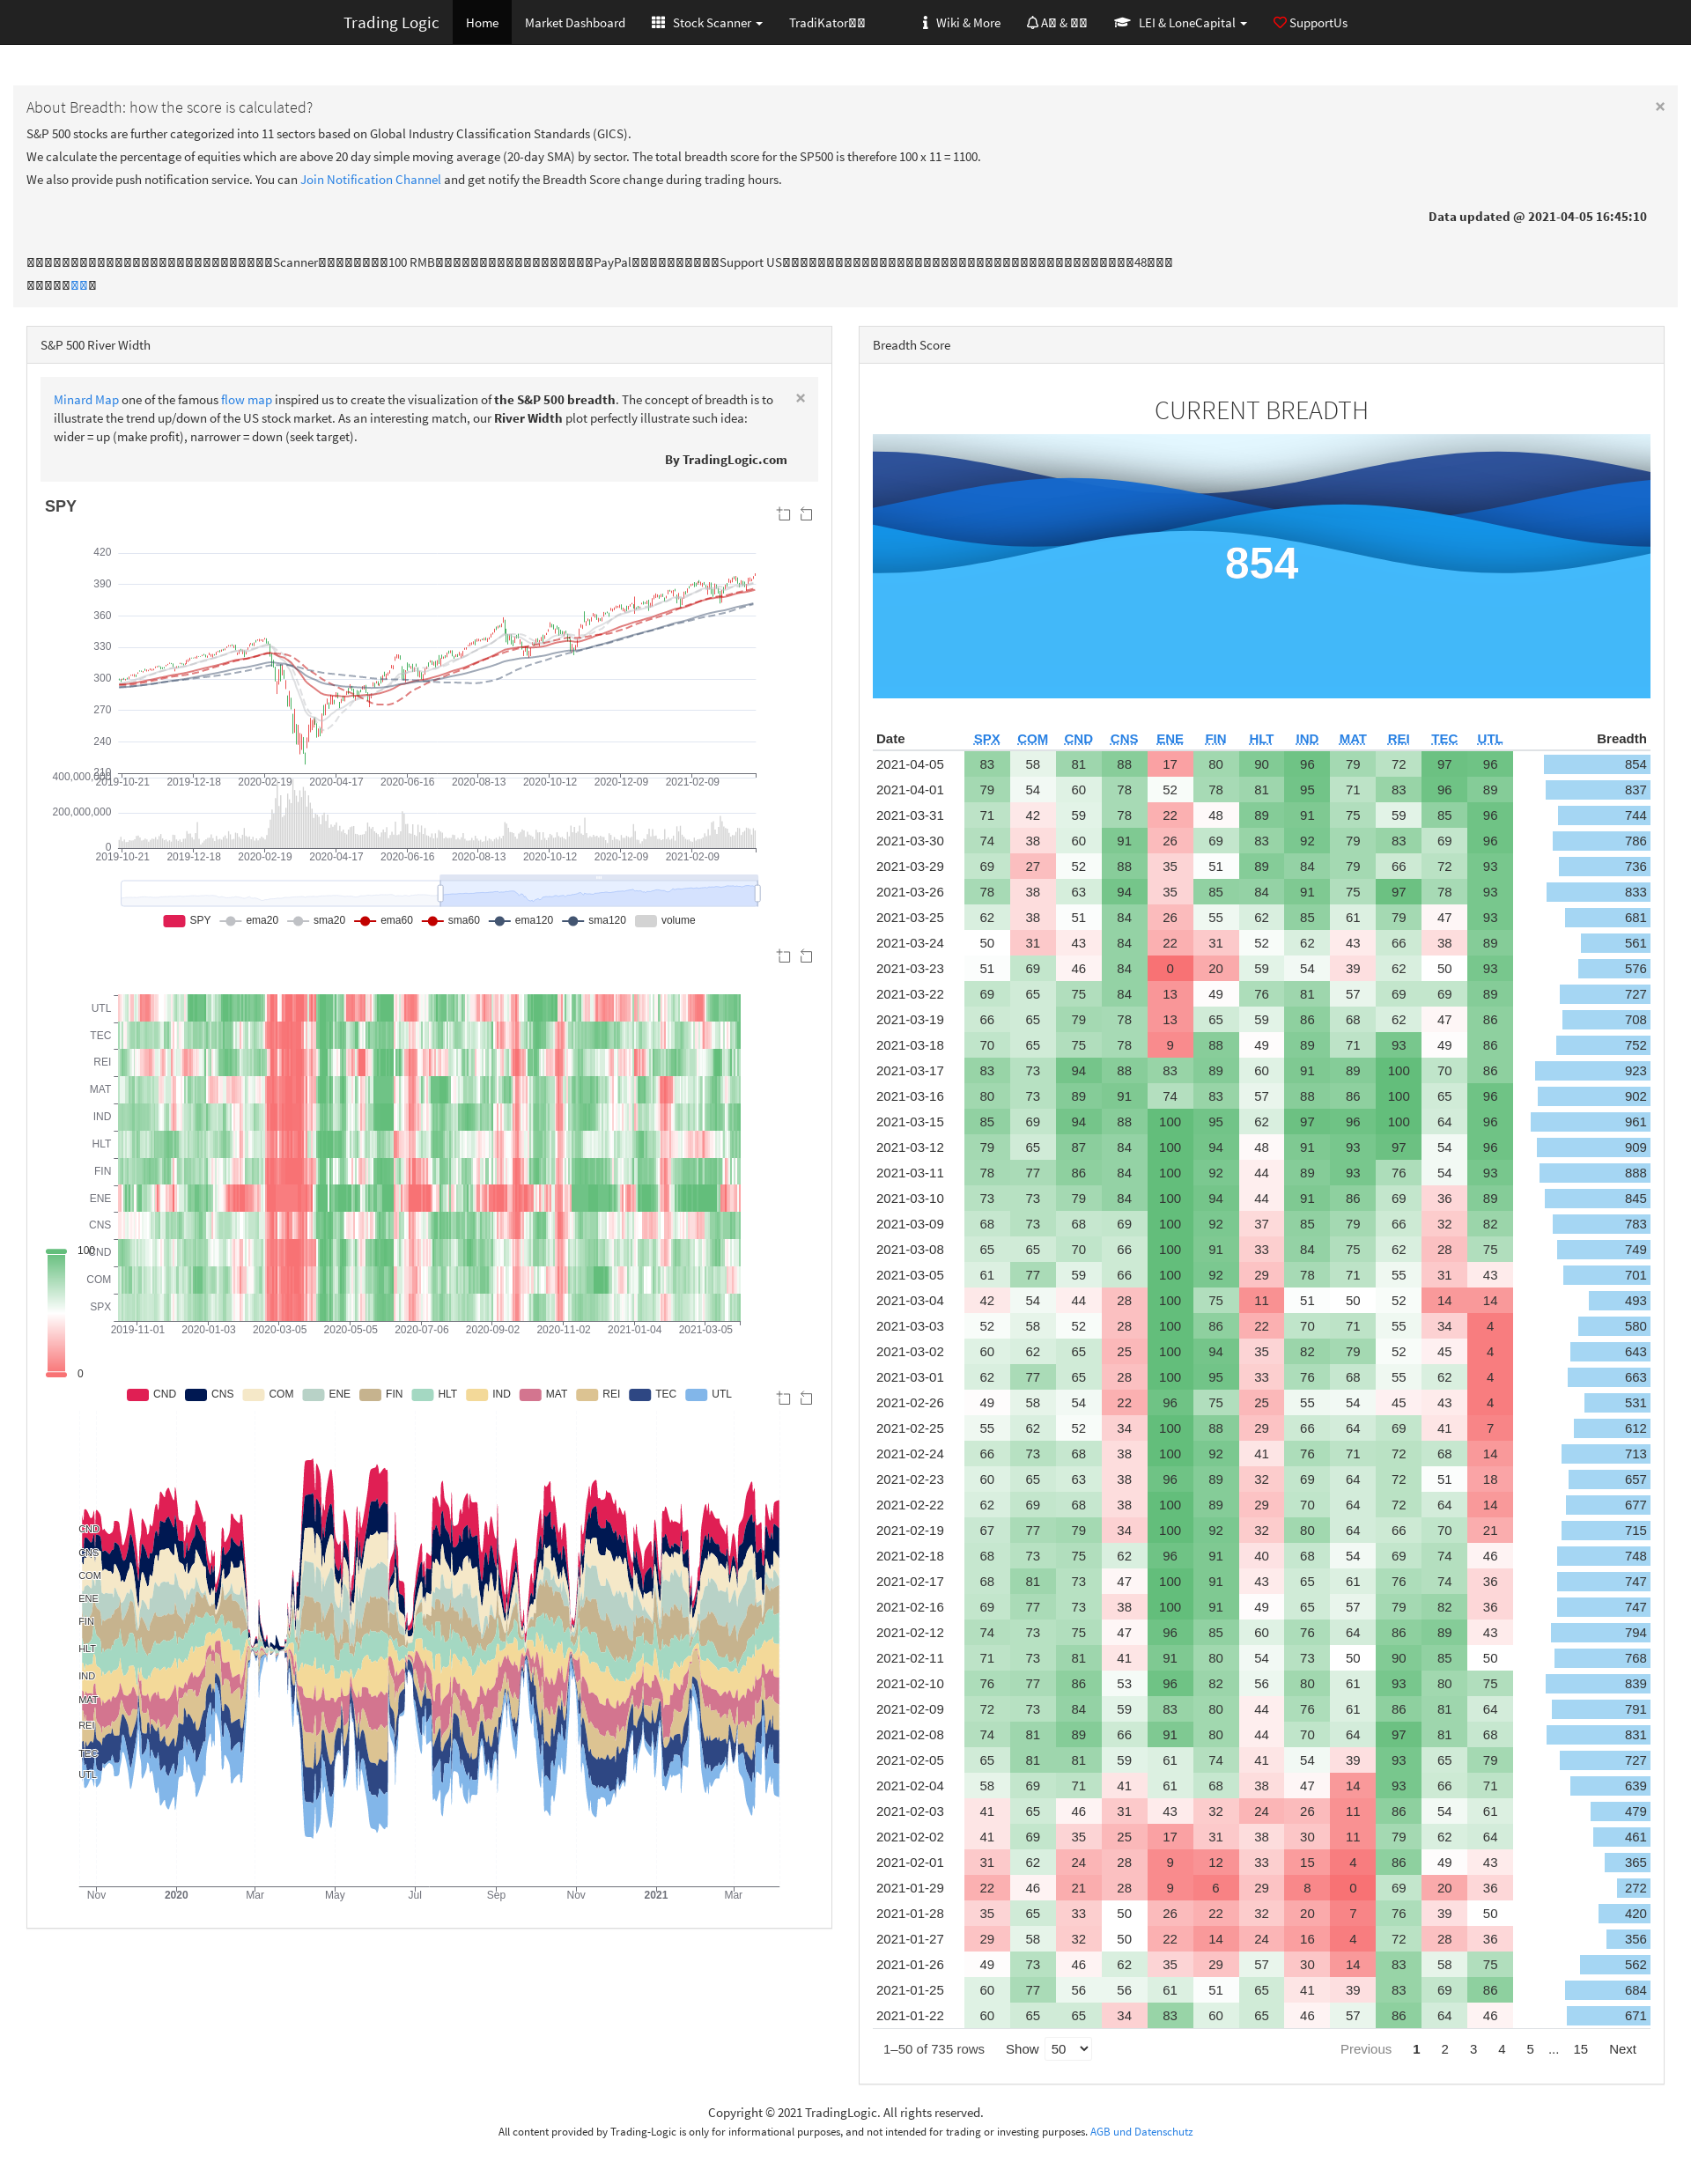 Trading Logic Home Market Dashboard Stock Scanner TradiKator Wiki & More A & LEI & LoneCapital SupportUs
About Breadth: how the score is calculated? ×
S&P 500 stocks are further categorized into 11 sectors based on Global Industry Classification Standards (GICS).
We calculate the percentage of equities which are above 20 day simple moving average (20-day SMA) by sector. The total breadth score for the SP500 is therefore 100 x 11 = 1100.
We also provide push notification service. You can Join Notification Channel and get notify the Breadth Score change during trading hours.
Data updated @ 2021-04-05 16:45:10
Scanner 100 RMB PayPal Support US 48
S&P 500 River Width
Minard Map one of the famous flow map inspired us to create the visualization of the S&P 500 breadth. The concept of breadth is to
illustrate the trend up/down of the US stock market. As an interesting match, our River Width plot perfectly illustrate such idea:
wider = up (make profit), narrower = down (seek target).
By TradingLogic.com
×
SPY
420
390
360
330
300
270
240
210
2019-10-21 2019-12-18 2020-02-19 2020-04-17 2020-06-16 2020-08-13 2020-10-12 2020-12-09 2021-02-09
400,000,000
200,000,000
0
2019-10-21 2019-12-18 2020-02-19 2020-04-17 2020-06-16 2020-08-13 2020-10-12 2020-12-09 2021-02-09
SPY ema20 sma20 ema60 sma60 ema120 sma120 volume
UTL
TEC
REI
MAT
IND
HLT
FIN
ENE
CNS
CND
COM
SPX
100
0
2019-11-01 2020-01-03 2020-03-05 2020-05-05 2020-07-06 2020-09-02 2020-11-02 2021-01-04 2021-03-05
CND CNS COM ENE FIN HLT IND MAT REI TEC UTL
CND
CNS
COM
ENE
FIN
HLT
IND
MAT
REI
TEC
UTL
Nov 2020 Mar May Jul Sep Nov 2021 Mar
Breadth Score
CURRENT BREADTH
854
Date SPX COM CND CNS ENE FIN HLT IND MAT REI TEC UTL Breadth
2021-04-05 83 58 81 88 17 80 90 96 79 72 97 96 854
2021-04-01 79 54 60 78 52 78 81 95 71 83 96 89 837
2021-03-31 71 42 59 78 22 48 89 91 75 59 85 96 744
2021-03-30 74 38 60 91 26 69 83 92 79 83 69 96 786
2021-03-29 69 27 52 88 35 51 89 84 79 66 72 93 736
2021-03-26 78 38 63 94 35 85 84 91 75 97 78 93 833
2021-03-25 62 38 51 84 26 55 62 85 61 79 47 93 681
2021-03-24 50 31 43 84 22 31 52 62 43 66 38 89 561
2021-03-23 51 69 46 84 0 20 59 54 39 62 50 93 576
2021-03-22 69 65 75 84 13 49 76 81 57 69 69 89 727
2021-03-19 66 65 79 78 13 65 59 86 68 62 47 86 708
2021-03-18 70 65 75 78 9 88 49 89 71 93 49 86 752
2021-03-17 83 73 94 88 83 89 60 91 89 100 70 86 923
2021-03-16 80 73 89 91 74 83 57 88 86 100 65 96 902
2021-03-15 85 69 94 88 100 95 62 97 96 100 64 96 961
2021-03-12 79 65 87 84 100 94 48 91 93 97 54 96 909
2021-03-11 78 77 86 84 100 92 44 89 93 76 54 93 888
2021-03-10 73 73 79 84 100 94 44 91 86 69 36 89 845
2021-03-09 68 73 68 69 100 92 37 85 79 66 32 82 783
2021-03-08 65 65 70 66 100 91 33 84 75 62 28 75 749
2021-03-05 61 77 59 66 100 92 29 78 71 55 31 43 701
2021-03-04 42 54 44 28 100 75 11 51 50 52 14 14 493
2021-03-03 52 58 52 28 100 86 22 70 71 55 34 4 580
2021-03-02 60 62 65 25 100 94 35 82 79 52 45 4 643
2021-03-01 62 77 65 28 100 95 33 76 68 55 62 4 663
2021-02-26 49 58 54 22 96 75 25 55 54 45 43 4 531
2021-02-25 55 62 52 34 100 88 29 66 64 69 41 7 612
2021-02-24 66 73 68 38 100 92 41 76 71 72 68 14 713
2021-02-23 60 65 63 38 96 89 32 69 64 72 51 18 657
2021-02-22 62 69 68 38 100 89 29 70 64 72 64 14 677
2021-02-19 67 77 79 34 100 92 32 80 64 66 70 21 715
2021-02-18 68 73 75 62 96 91 40 68 54 69 74 46 748
2021-02-17 68 81 73 47 100 91 43 65 61 76 74 36 747
2021-02-16 69 77 73 38 100 91 49 65 57 79 82 36 747
2021-02-12 74 73 75 47 96 85 60 76 64 86 89 43 794
2021-02-11 71 73 81 41 91 80 54 73 50 90 85 50 768
2021-02-10 76 77 86 53 96 82 56 80 61 93 80 75 839
2021-02-09 72 73 84 59 83 80 44 76 61 86 81 64 791
2021-02-08 74 81 89 66 91 80 44 70 64 97 81 68 831
2021-02-05 65 81 81 59 61 74 41 54 39 93 65 79 727
2021-02-04 58 69 71 41 61 68 38 47 14 93 66 71 639
2021-02-03 41 65 46 31 43 32 24 26 11 86 54 61 479
2021-02-02 41 69 35 25 17 31 38 30 11 79 62 64 461
2021-02-01 31 62 24 28 9 12 33 15 4 86 49 43 365
2021-01-29 22 46 21 28 9 6 29 8 0 69 20 36 272
2021-01-28 35 65 33 50 26 22 32 20 7 76 39 50 420
2021-01-27 29 58 32 50 22 14 24 16 4 72 28 36 356
2021-01-26 49 73 46 62 35 29 57 30 14 83 58 75 562
2021-01-25 60 77 56 56 61 51 65 41 39 83 69 86 684
2021-01-22 60 65 65 34 83 60 65 46 57 86 64 46 671
1–50 of 735 rows Show 50 Previous 1 2 3 4 5 ... 15 Next
Copyright © 2021 TradingLogic. All rights reserved.
All content provided by Trading-Logic is only for informational purposes, and not intended for trading or investing purposes. AGB und Datenschutz